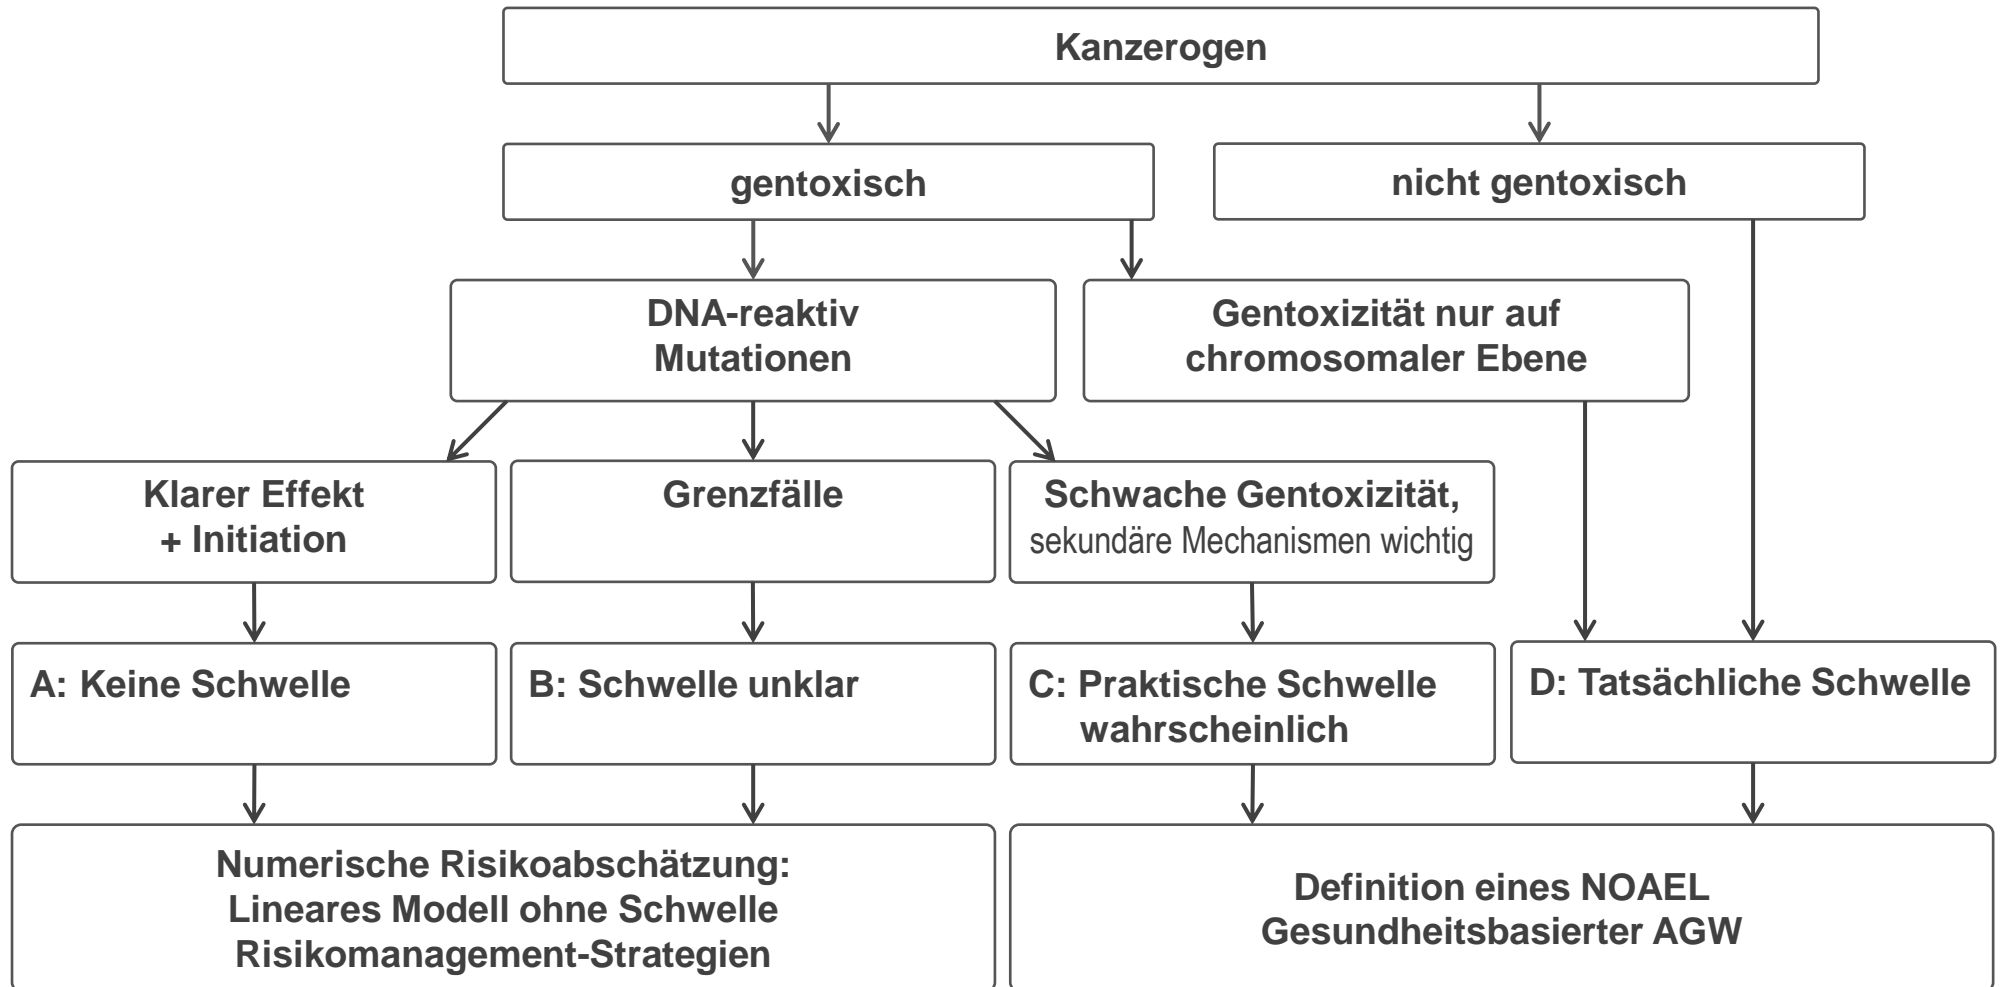 Kanzerogen
gentoxisch
nicht gentoxisch
DNA-reaktiv
Mutationen
Gentoxizität nur auf
chromosomaler Ebene
Klarer Effekt
+ Initiation
Grenzfälle
Schwache Gentoxizität,
sekundäre Mechanismen wichtig
A: Keine Schwelle
B: Schwelle unklar
C: Praktische Schwelle
wahrscheinlich
D: Tatsächliche Schwelle
Numerische Risikoabschätzung:
Lineares Modell ohne Schwelle
Risikomanagement-Strategien
Definition eines NOAEL
Gesundheitsbasierter AGW